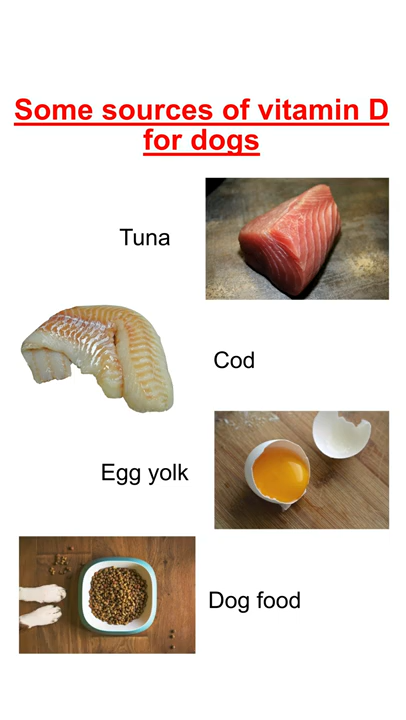 Some sources of vitamin D
for dogs
Tuna
Cod
Egg yolk
Dog food